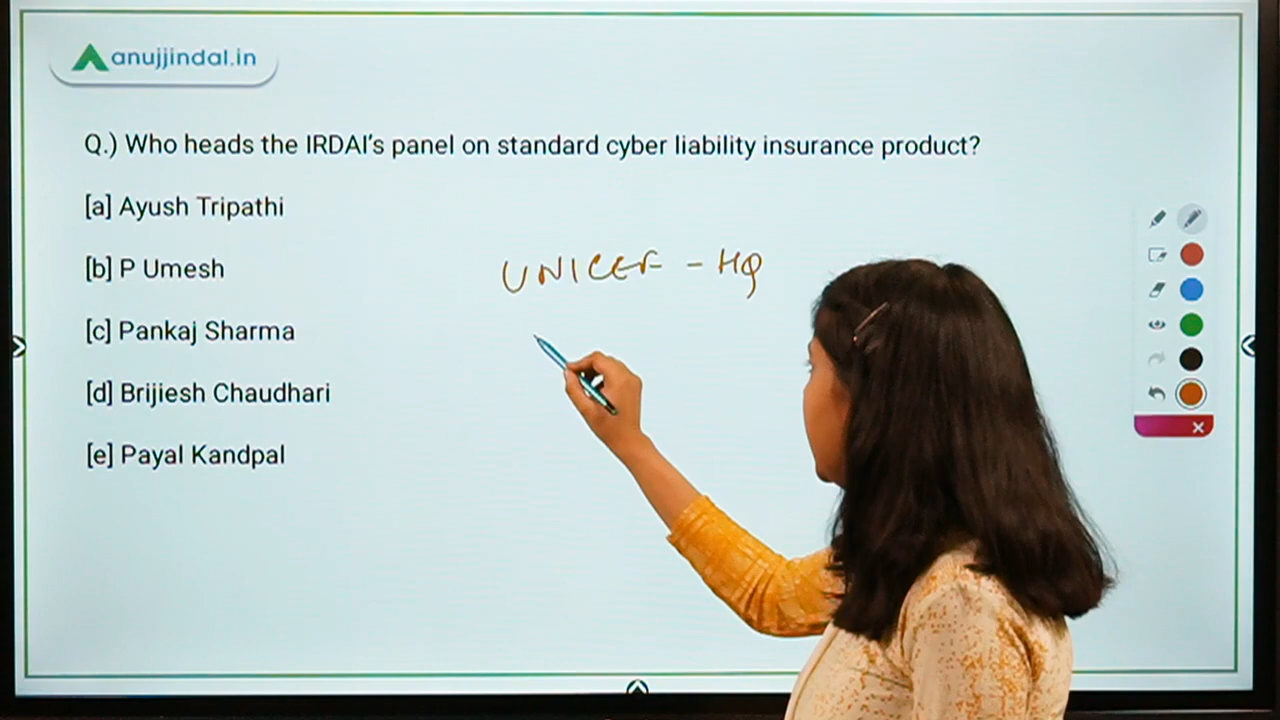 anujjindal.in
Q.) Who heads the IRDAI's panel on standard cyber liability insurance product?
[a] Ayush Tripathi
[b] P Umesh
UNICEF - HQ
[c] Pankaj Sharma
[d] Brijiesh Chaudhari
[e] Payal Kandpal